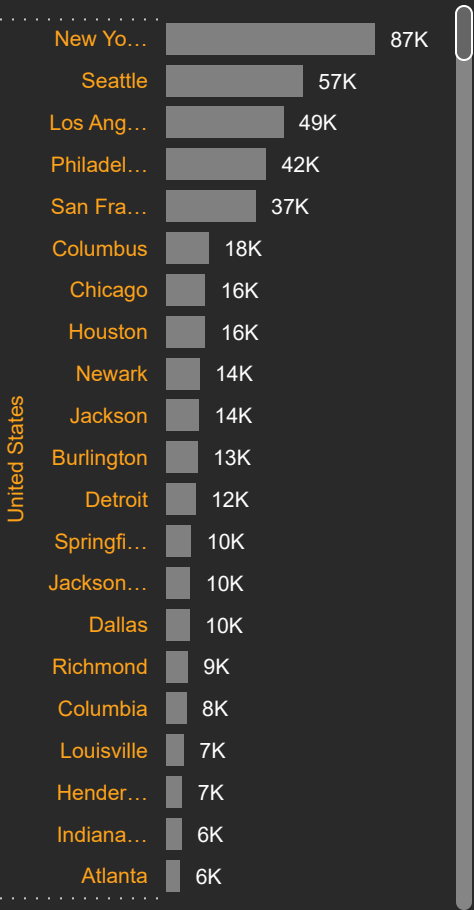 United States
New Yo… 87K
Seattle 57K
Los Ang… 49K
Philadel… 42K
San Fra… 37K
Columbus 18K
Chicago 16K
Houston 16K
Newark 14K
Jackson 14K
Burlington 13K
Detroit 12K
Springfi… 10K
Jackson… 10K
Dallas 10K
Richmond 9K
Columbia 8K
Louisville 7K
Hender… 7K
Indiana… 6K
Atlanta 6K